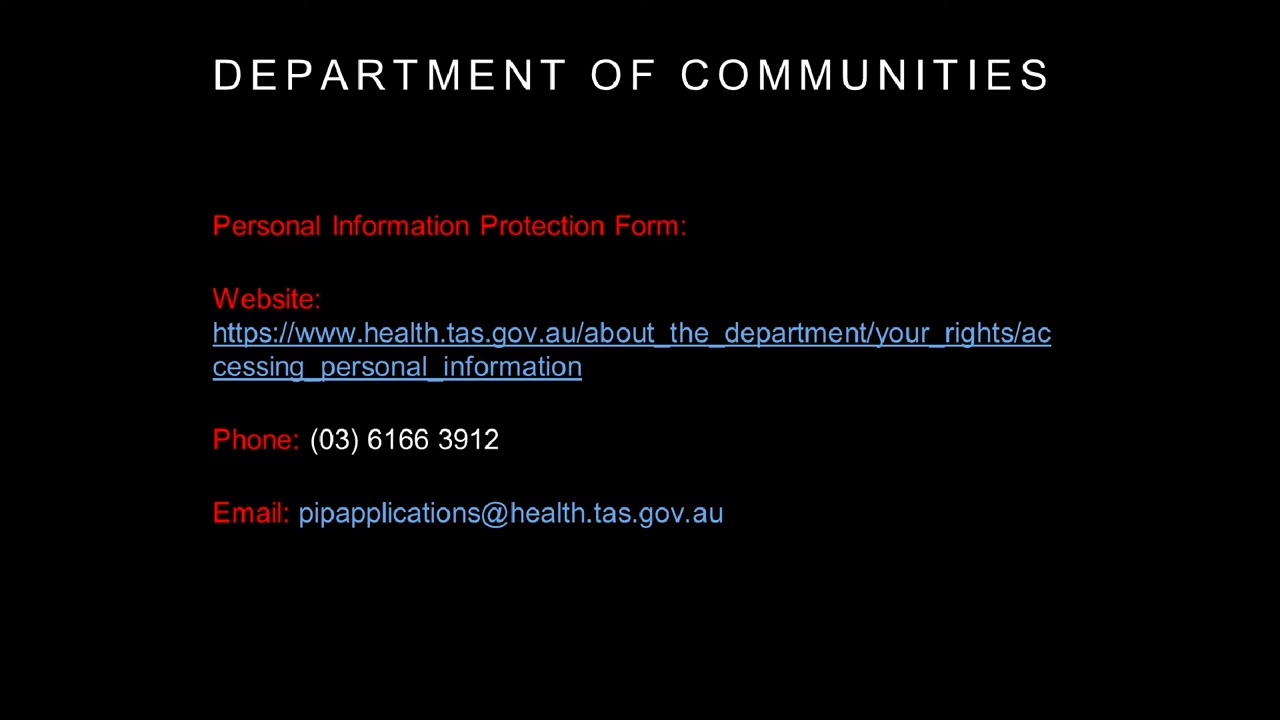 DEPARTMENT OF COMMUNITIES
Personal Information Protection Form:
Website:
https://www.health.tas.gov.au/about_the_department/your_rights/ac
cessing_personal_information
Phone: (03) 6166 3912
Email: pipapplications@health.tas.gov.au